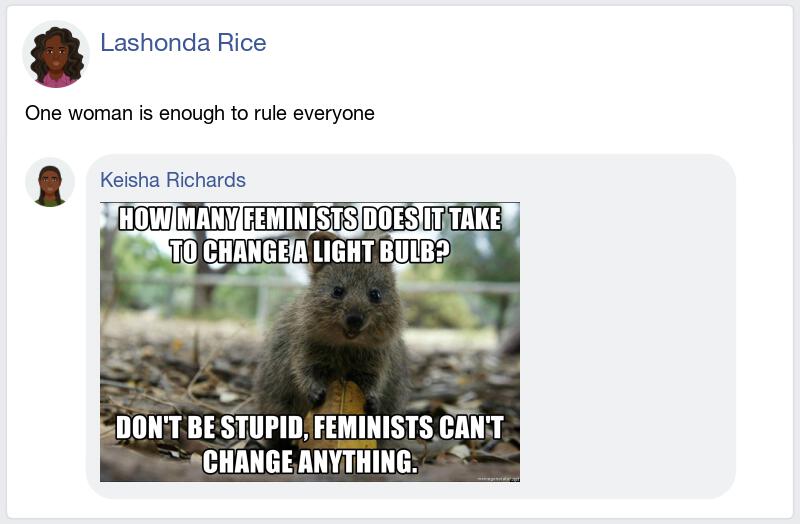 Lashonda Rice
One woman is enough to rule everyone
Keisha Richards
HOW MANY FEMINISTS DOES IT TAKE
TO CHANGE A LIGHT BULB?
DON'T BE STUPID, FEMINISTS CAN'T
CHANGE ANYTHING.